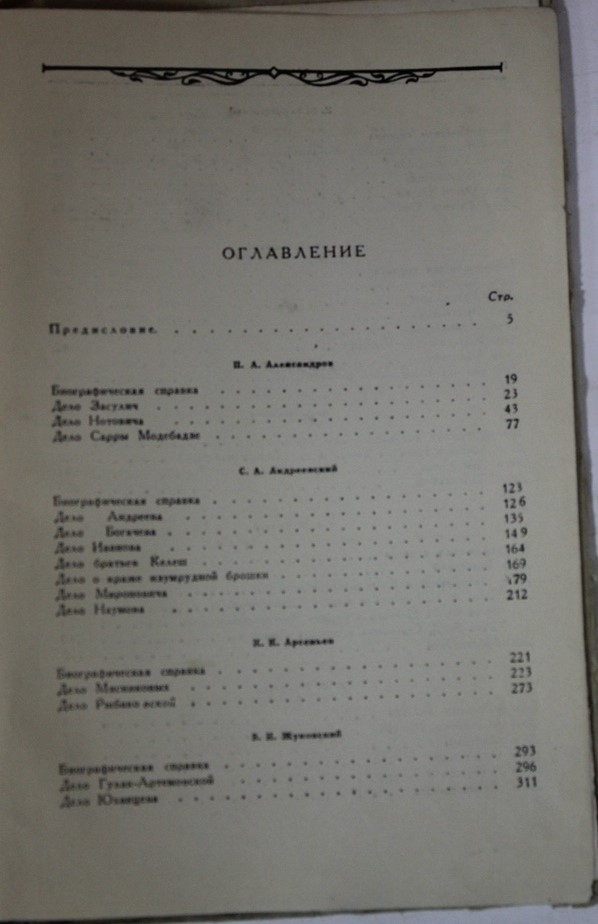 ОГЛАВЛЕНИЕ
Стр.
Предисловие. . . . . . . . . . . . . . . . . . . . . 5
П. А. Александров
Биографическая справка . . . . . . . . . . . . . . . 19
Дело Засулич . . . . . . . . . . . . . . . . . . . . 23
Дело Нотовича . . . . . . . . . . . . . . . . . . . 43
Дело Сарры Модебадзе . . . . . . . . . . . . . . . 77
С. А. Андреевский
Биографическая справка . . . . . . . . . . . . . . . 123
Дело Андреева . . . . . . . . . . . . . . . . . . . 126
Дело Богачева . . . . . . . . . . . . . . . . . . . 135
Дело Иванова . . . . . . . . . . . . . . . . . . . 149
Дело братьев Келеш . . . . . . . . . . . . . . . . 164
Дело о краже изумрудной брошки . . . . . . . . . . 169
Дело Мироновича . . . . . . . . . . . . . . . . . . 179
Дело Наумова . . . . . . . . . . . . . . . . . . . 212
К. К. Арсеньев
Биографическая справка . . . . . . . . . . . . . . . 221
Дело Мясниковых . . . . . . . . . . . . . . . . . . 223
Дело Рыбаковской . . . . . . . . . . . . . . . . . 273
В. И. Жуковский
Биографическая справка . . . . . . . . . . . . . . . 293
Дело Гулак-Артемовской . . . . . . . . . . . . . . 296
Дело Юханцева . . . . . . . . . . . . . . . . . . . 311